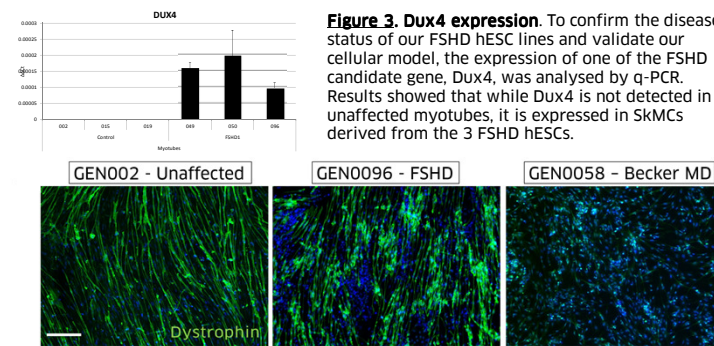 DUX4
0.0003
0.00025
0.0002
0.00015
0.0001
0.00005
0
002 015 019 049 050 096
Control FSHD1
Myotubes
Figure 3. Dux4 expression. To confirm the disease
status of our FSHD hESC lines and validate our
cellular model, the expression of one of the FSHD
candidate gene, Dux4, was analysed by q-PCR.
Results showed that while Dux4 is not detected in
unaffected myotubes, it is expressed in SkMCs
derived from the 3 FSHD hESCs.
GEN002 - Unaffected
GEN0096 - FSHD
GEN0058 – Becker MD
Dystrophin